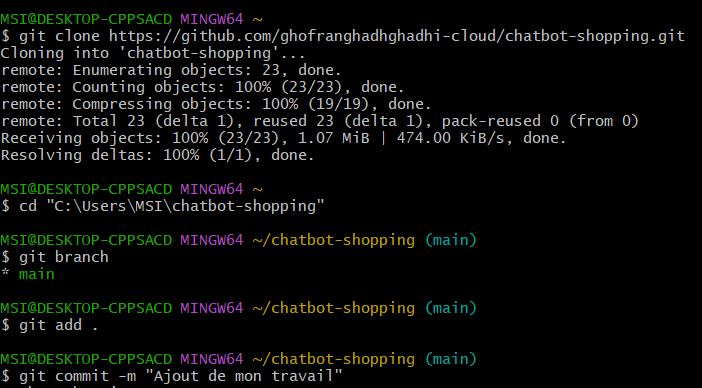 MSI@DESKTOP-CPPSACD MINGW64 ~
$ git clone https://github.com/ghofranghadhghadhi-cloud/chatbot-shopping.git
Cloning into 'chatbot-shopping'...
remote: Enumerating objects: 23, done.
remote: Counting objects: 100% (23/23), done.
remote: Compressing objects: 100% (19/19), done.
remote: Total 23 (delta 1), reused 23 (delta 1), pack-reused 0 (from 0)
Receiving objects: 100% (23/23), 1.07 MiB | 474.00 KiB/s, done.
Resolving deltas: 100% (1/1), done.
MSI@DESKTOP-CPPSACD MINGW64 ~
$ cd "C:\Users\MSI\chatbot-shopping"
MSI@DESKTOP-CPPSACD MINGW64 ~/chatbot-shopping (main)
$ git branch
* main
MSI@DESKTOP-CPPSACD MINGW64 ~/chatbot-shopping (main)
$ git add .
MSI@DESKTOP-CPPSACD MINGW64 ~/chatbot-shopping (main)
$ git commit -m "Ajout de mon travail"